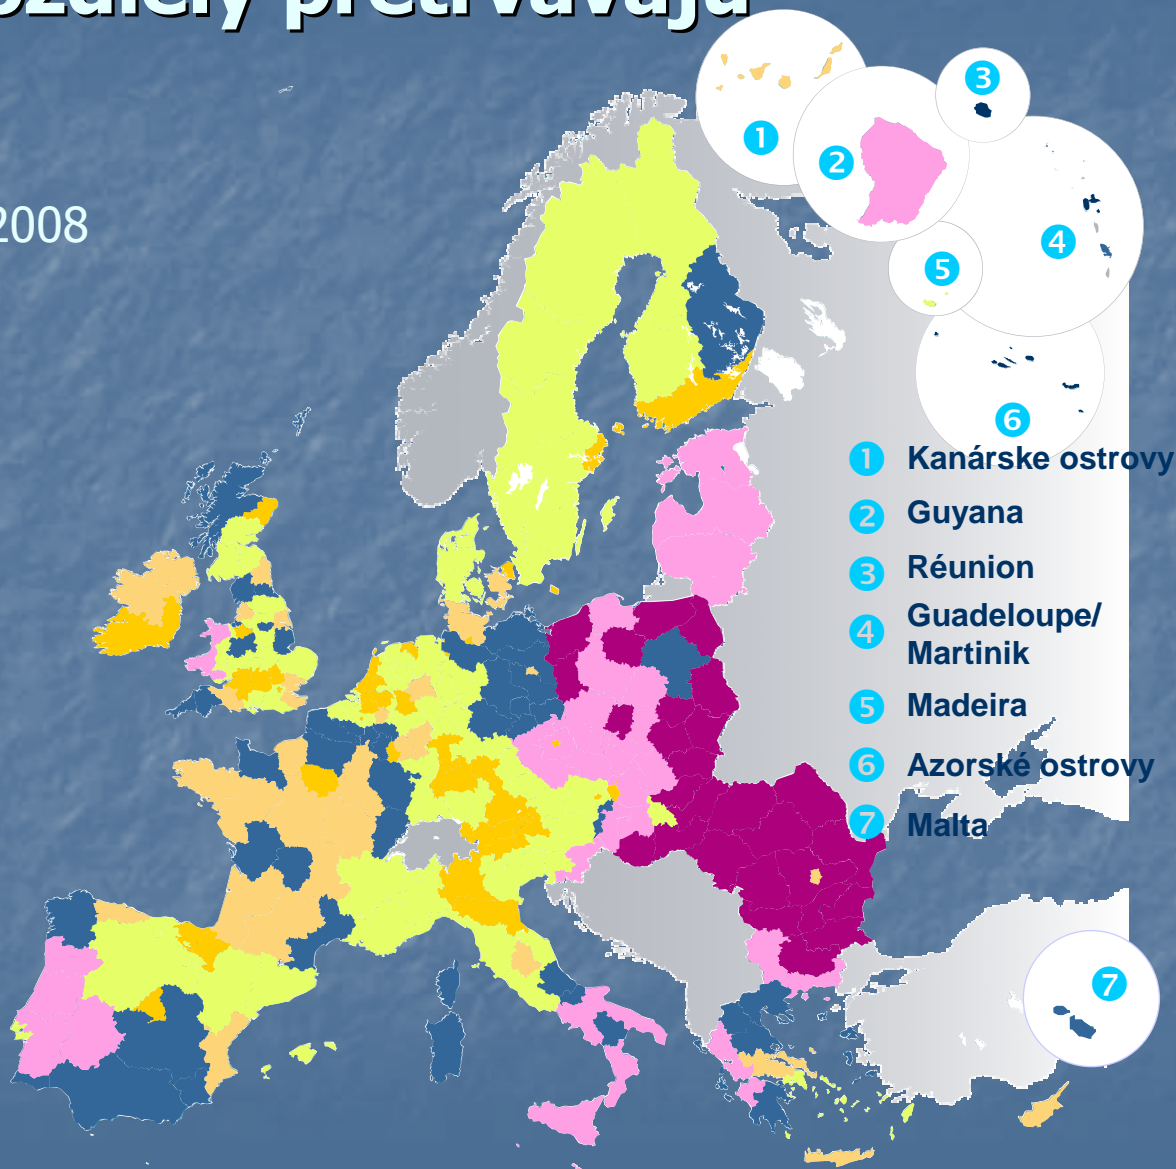 pretrvávajú
2008
1
2
3
4
5
6
1 Kanárske ostrovy
2 Guyana
3 Réunion
4 Guadeloupe/
Martinik
5 Madeira
6 Azorské ostrovy
7 Malta
7